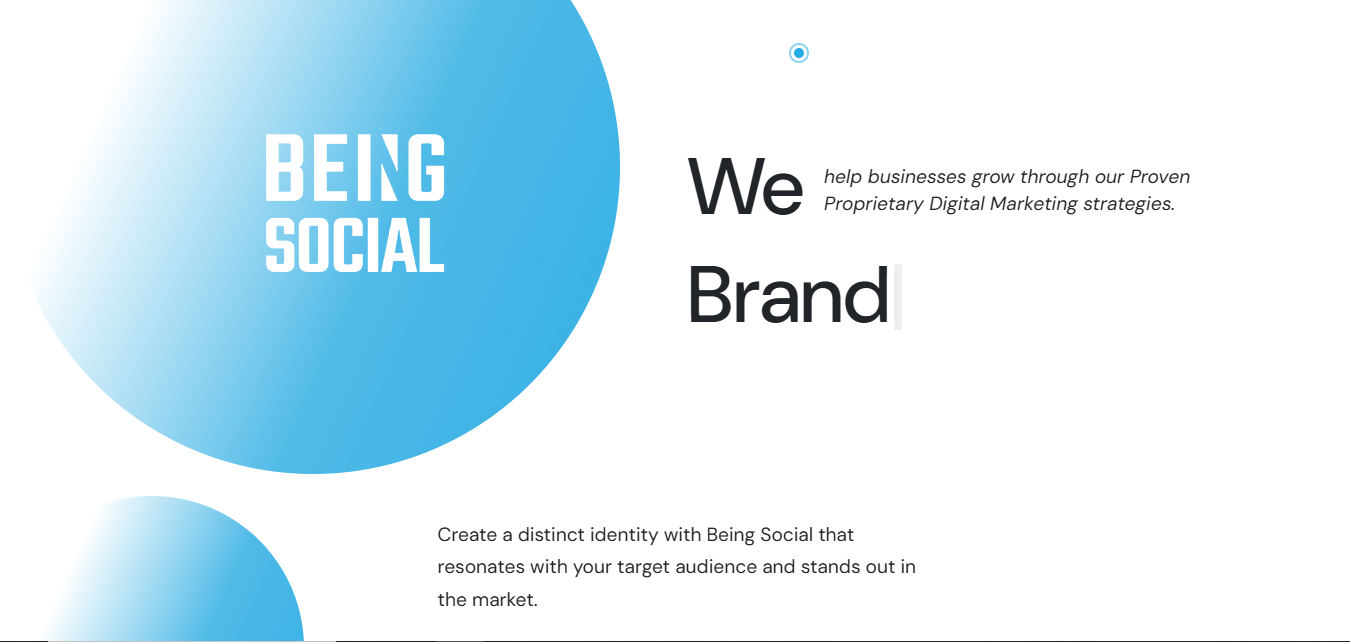 BEING
SOCIAL
We
help businesses grow through our Proven
Proprietary Digital Marketing strategies.
Brand
Create a distinct identity with Being Social that
resonates with your target audience and stands out in
the market.